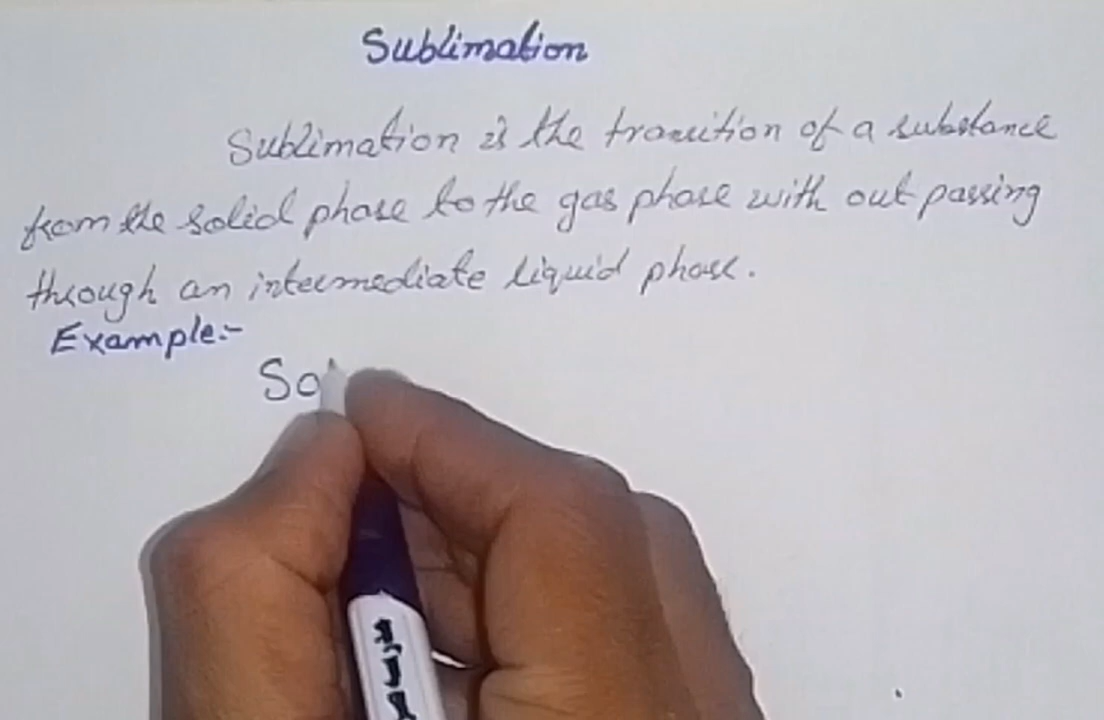 Sublimation
Sublimation is the transition of a substance
from the solid phase to the gas phase with out passing
through an intermediate liquid phase.
Example:-
So